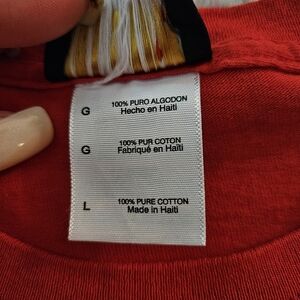 G 100% PURO ALGODON
Hecho en Haiti
G 100% PUR COTON
Fabriqué en Haïti
L 100% PURE COTTON
Made in Haiti